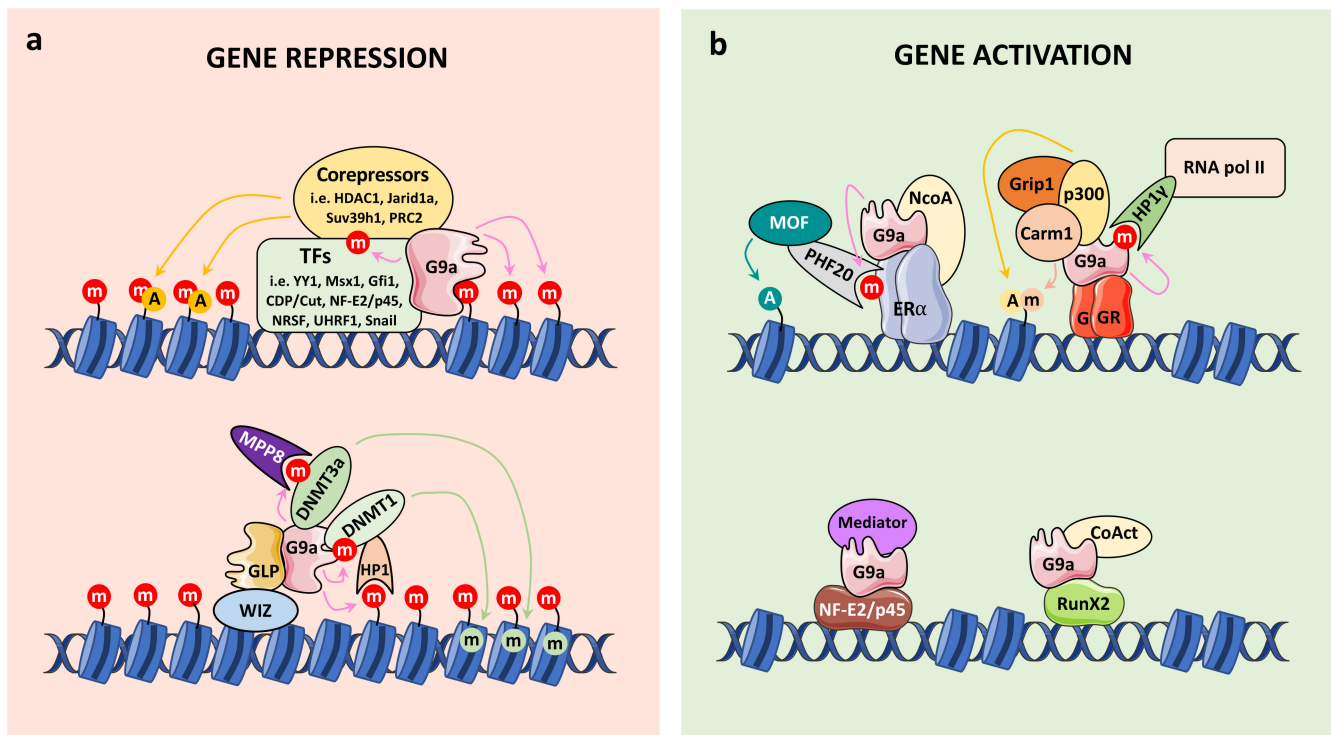 a
GENE REPRESSION
Corepressors
i.e. HDAC1, Jarid1a,
Suv39h1, PRC2
m
TFs
i.e. YY1, Msx1, Gfi1,
CDP/Cut, NF-E2/p45,
NRSF, UHRF1, Snail
G9a
m
m
A
m
A
m
m
m
m
MPP8
m
DNMT3a
DNMT1
G9a
m
GLP
HP1
WIZ
m
m
m
m
m
m
m
m
m
m
m
b
GENE ACTIVATION
MOF
PHF20
G9a
NcoA
m
ERα
A
Grip1
p300
Carm1
HP1γ
RNA pol II
m
G9a
A
m
G
GR
Mediator
G9a
NF-E2/p45
CoAct
G9a
RunX2